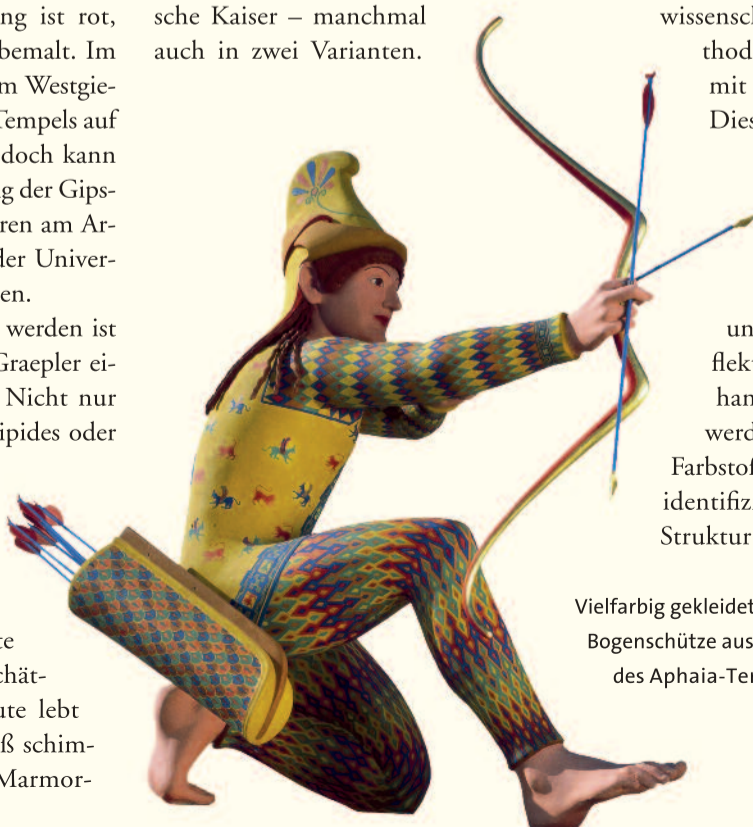 ng ist rot,
bemalt. Im
m Westgie-
Tempels auf
doch kann
g der Gips-
ren am Ar-
der Univer-
en.
werden ist
Graepler ei-
Nicht nur
ipides oder
te
chät-
ute lebt
ß schim-
Marmor-
sche Kaiser – manchmal
auch in zwei Varianten.
wissensch
thod
mit
Dies
un
flek
han
werd
Farbstof
identifiz
Struktur
Vielfarbig gekleidet
Bogenschütze aus
des Aphaia-Ter